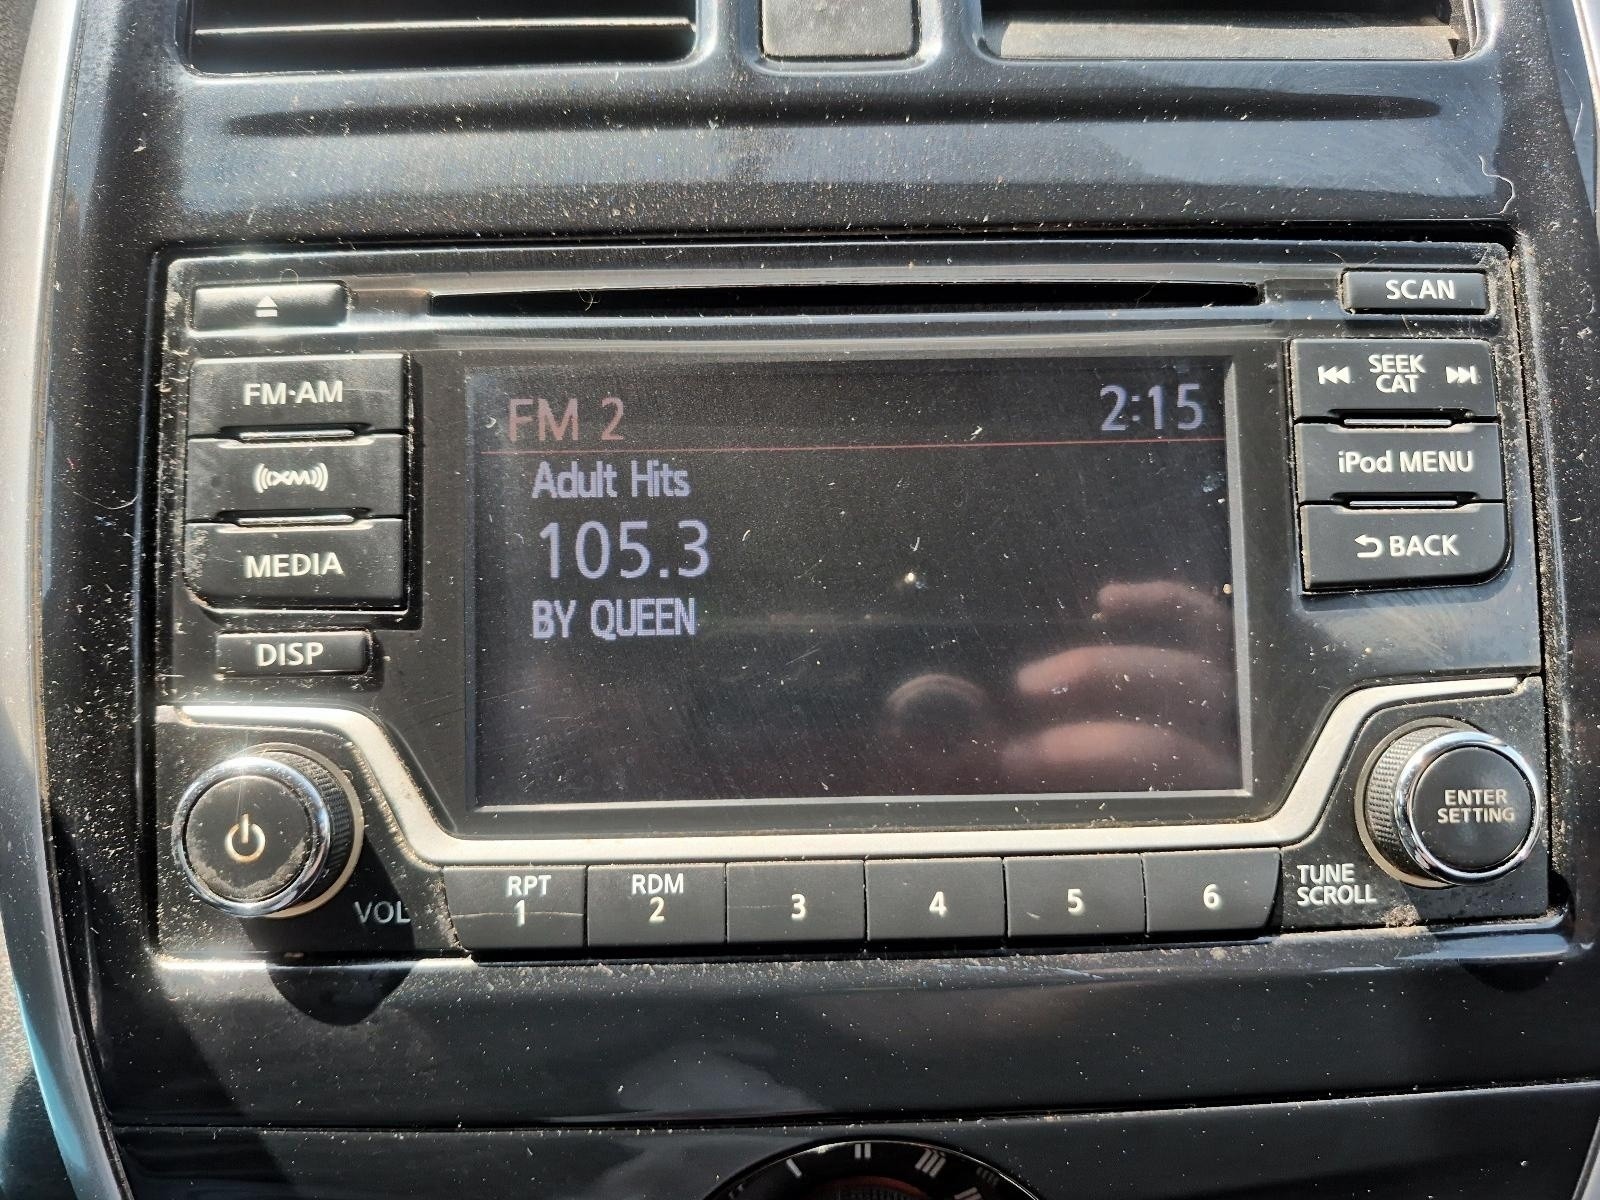 SCAN
FM·AM
SEEK
CAT
FM 2
2:15
Adult Hits
iPod MENU
XM
105.3
BACK
MEDIA
BY QUEEN
DISP
ENTER
SETTING
VOL
RPT
1
RDM
2
3
4
5
6
TUNE
SCROLL